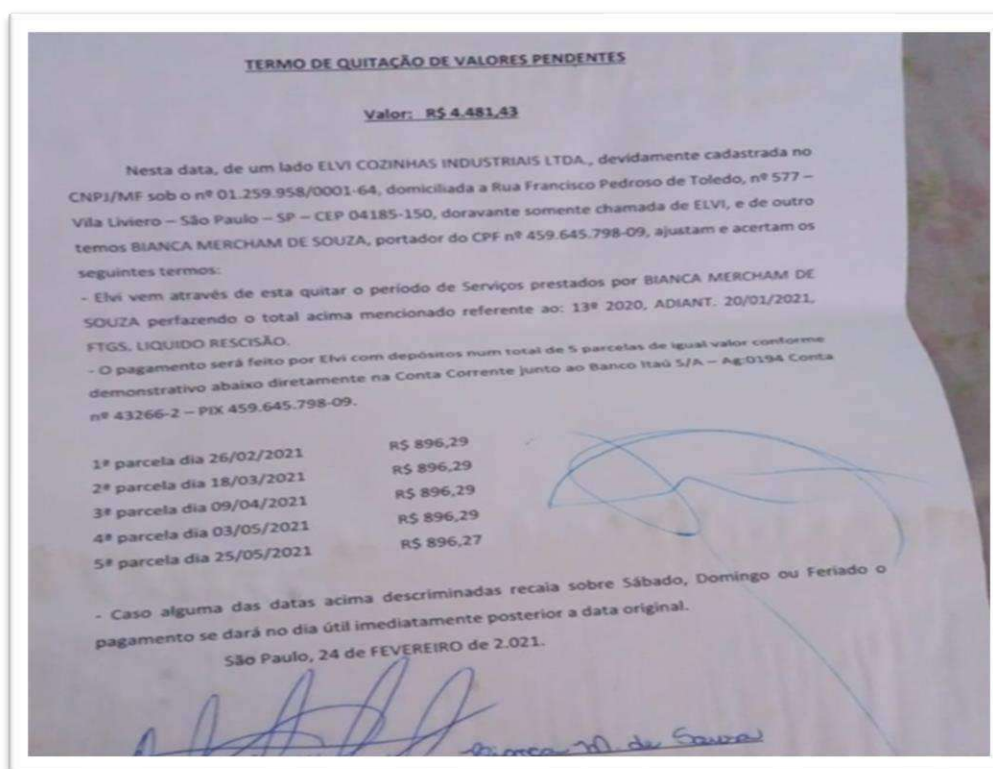 TERMO DE QUITAÇÃO DE VALORES PENDENTES
Valor: R$ 4.481,43
Nesta data, de um lado ELVI COZINHAS INDUSTRIAIS LTDA., devidamente cadastrada no
CNPJ/MF sob o nº 01.259.958/0001-64, domiciliada a Rua Francisco Pedroso de Toledo, nº 577 –
Vila Liviero – São Paulo – SP – CEP 04185-150, doravante somente chamada de ELVI, e de outro
temos BIANCA MERCHAM DE SOUZA, portador do CPF nº 459.645.798-09, ajustam e acertam os
seguintes termos:
- Elvi vem através de esta quitar o período de Serviços prestados por BIANCA MERCHAM DE
SOUZA perfazendo o total acima mencionado referente ao: 13º 2020, ADIANT. 20/01/2021,
FTGS, LIQUIDO RESCISÃO.
- O pagamento será feito por Elvi com depósitos num total de 5 parcelas de igual valor conforme
demonstrativo abaixo diretamente na Conta Corrente junto ao Banco Itaú S/A – Ag:0194 Conta
nº 43266-2 – PIX 459.645.798-09.
1ª parcela dia 26/02/2021 R$ 896,29
2ª parcela dia 18/03/2021 R$ 896,29
3ª parcela dia 09/04/2021 R$ 896,29
4ª parcela dia 03/05/2021 R$ 896,29
5ª parcela dia 25/05/2021 R$ 896,27
- Caso alguma das datas acima descriminadas recaia sobre Sábado, Domingo ou Feriado o
pagamento se dará no dia útil imediatamente posterior a data original.
São Paulo, 24 de FEVEREIRO de 2.021.
Bianca M. de Souza